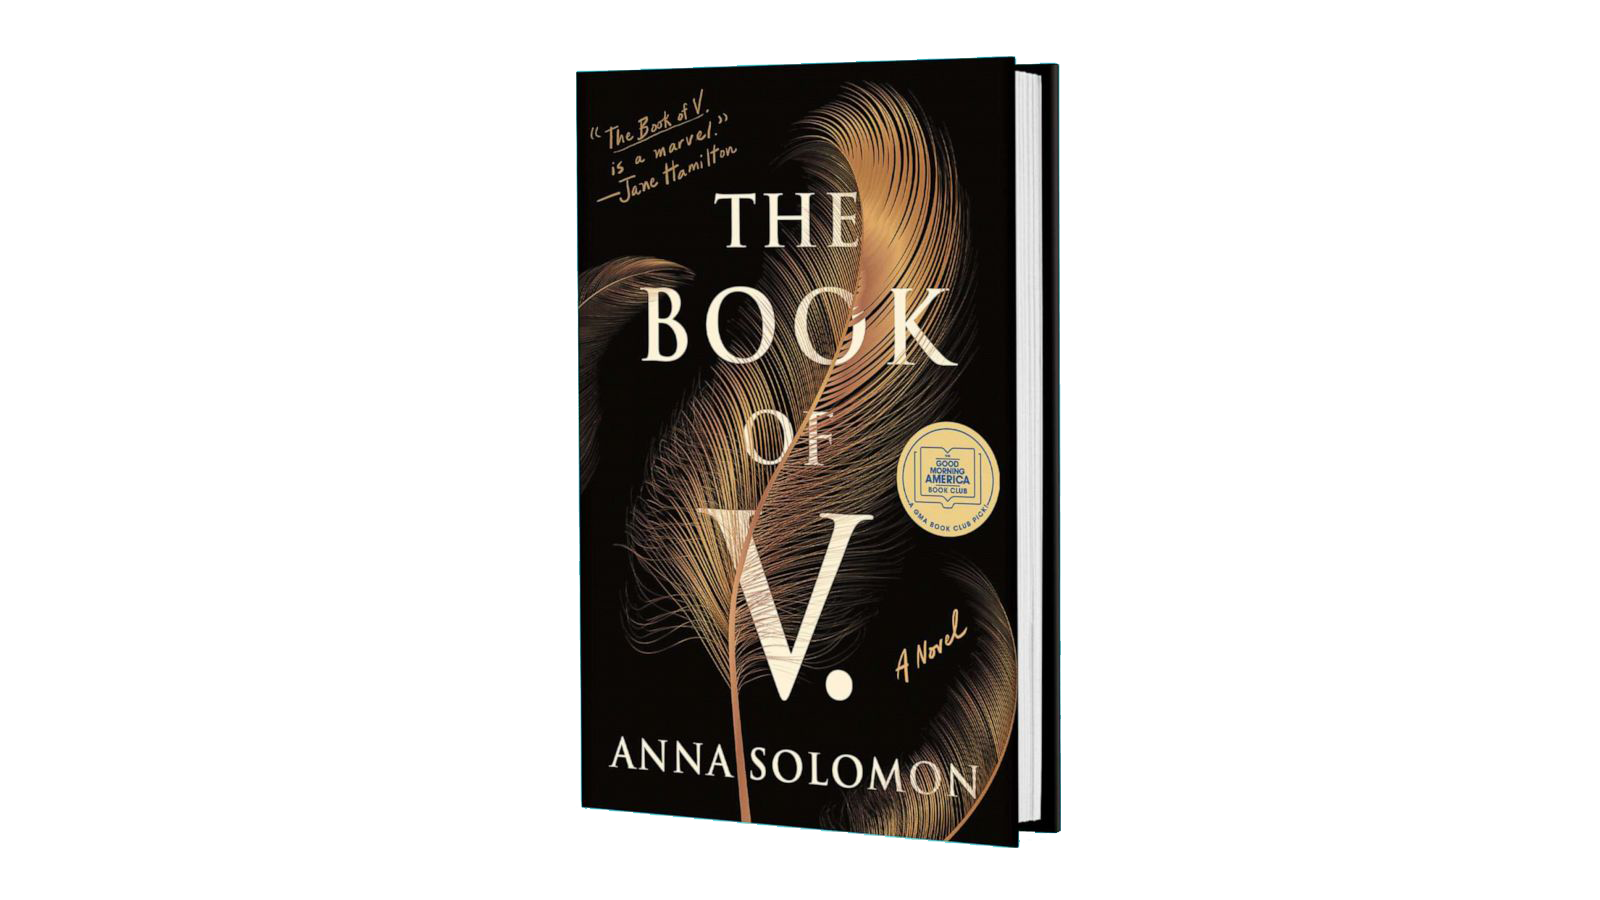 “The Book of V.
is a marvel.”
—Jane Hamilton
THE
BOOK
OF
V.
THE
GOOD
MORNING
AMERICA
BOOK CLUB
A GMA BOOK CLUB PICK!
A Novel
ANNA SOLOMON